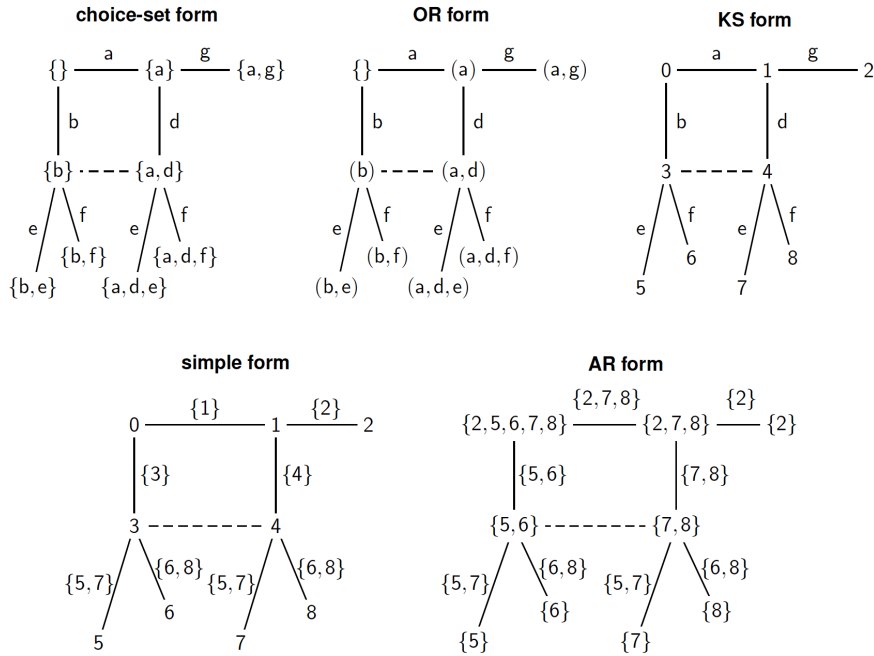 choice-set form
OR form
KS form
a g
{} {a} {a,g}
b d
{b} {a,d}
e f e f
{b,f} {a,d,f}
{b,e} {a,d,e}
a g
{} (a) (a,g)
b d
(b) (a,d)
e f e f
(b,f) (a,d,f)
(b,e) (a,d,e)
a g
0 1 2
b d
3 4
e f e f
6 8
5 7
simple form
AR form
{1} {2}
0 1 2
{3} {4}
3 4
{5,7} {6,8} {5,7} {6,8}
6 8
5 7
{2,7,8} {2}
{2,5,6,7,8} {2,7,8} {2}
{5,6} {7,8}
{5,6} {7,8}
{5,7} {6,8} {5,7} {6,8}
{6} {8}
{5} {7}